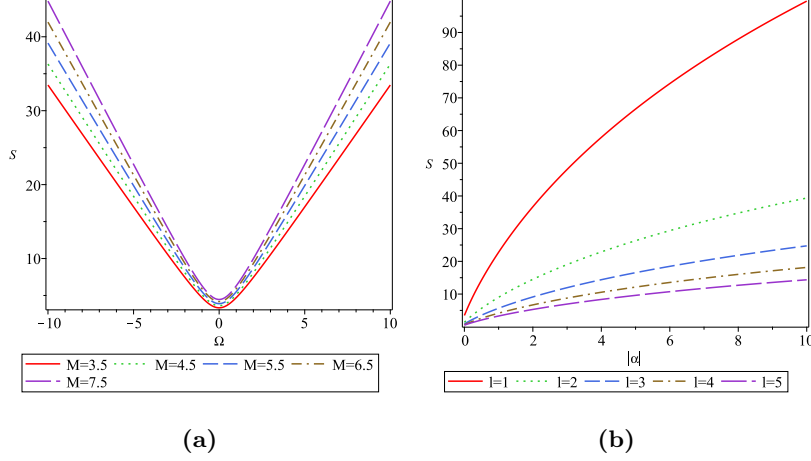 40
30
S
20
10
−10 −5 0 5 10
Ω
M=3.5 M=4.5 M=5.5 M=6.5
M=7.5
(a)
90
80
70
60
S 50
40
30
20
10
0 2 4 6 8 10
|α|
l=1 l=2 l=3 l=4 l=5
(b)